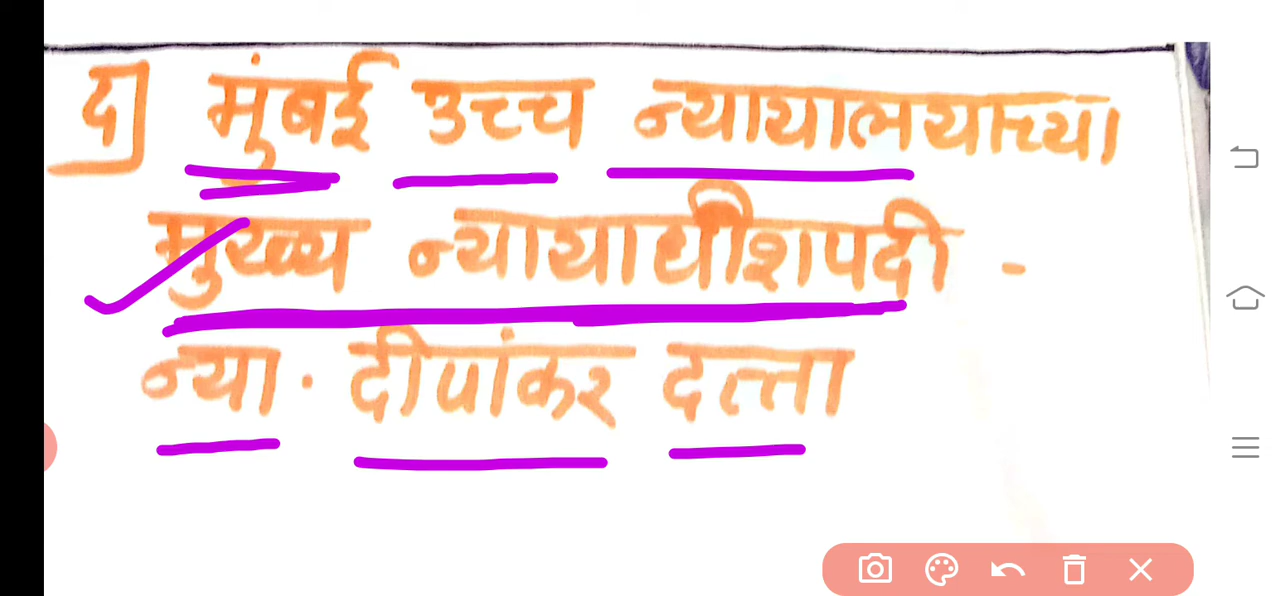 द] मुंबई उच्च न्यायालयाच्या
मुख्य न्यायाधीशपदी -
न्या. दीपांकर दत्ता